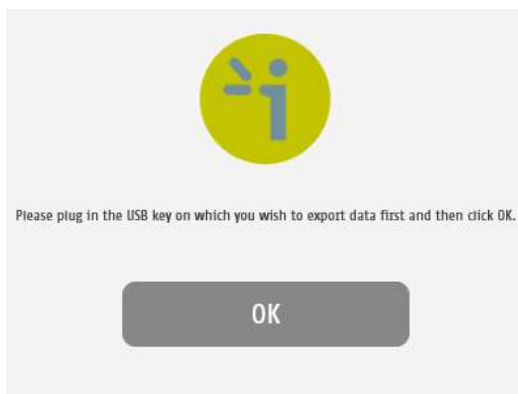 Please plug in the USB key on which you wish to export data first and then click OK.
OK